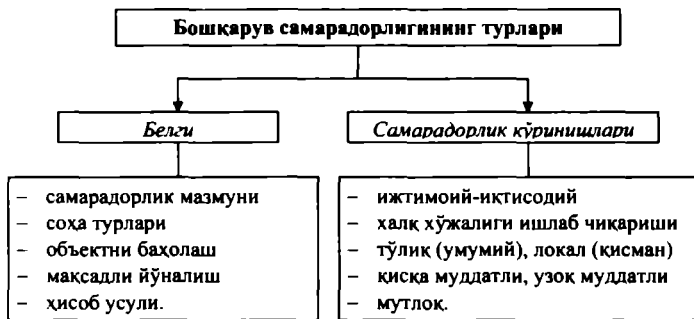 Бошқарув самарадорлигининг турлари
Белги
Самарадорлик кўринишлари
– самарадорлик мазмуни
– соҳа турлари
– объектни баҳолаш
– мақсадли йўналиш
– ҳисоб усули.
– ижтимоий-иқтисодий
– халқ хўжалиги ишлаб чиқариши
– тўлиқ (умумий), локал (қисман)
– қисқа муддатли, узоқ муддатли
– мутлоқ.